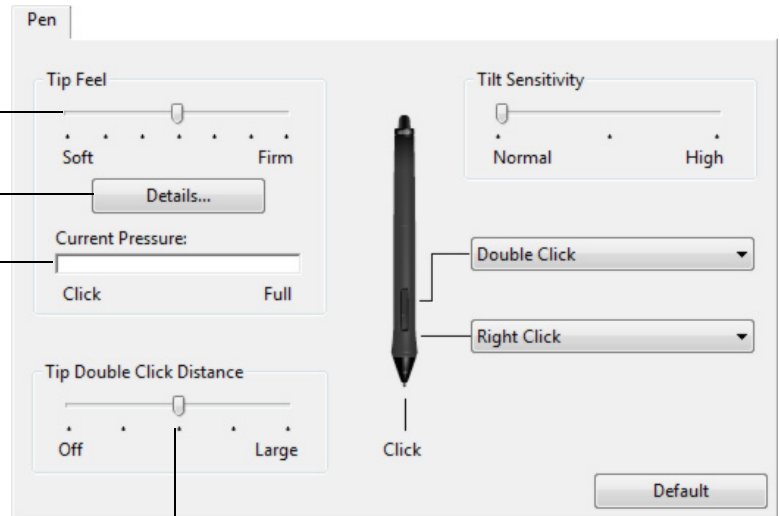 Pen
Tip Feel
Soft Firm
Details...
Current Pressure:
Click Full
Tip Double Click Distance
Off Large
Tilt Sensitivity
Normal High
Double Click
Right Click
Click
Default